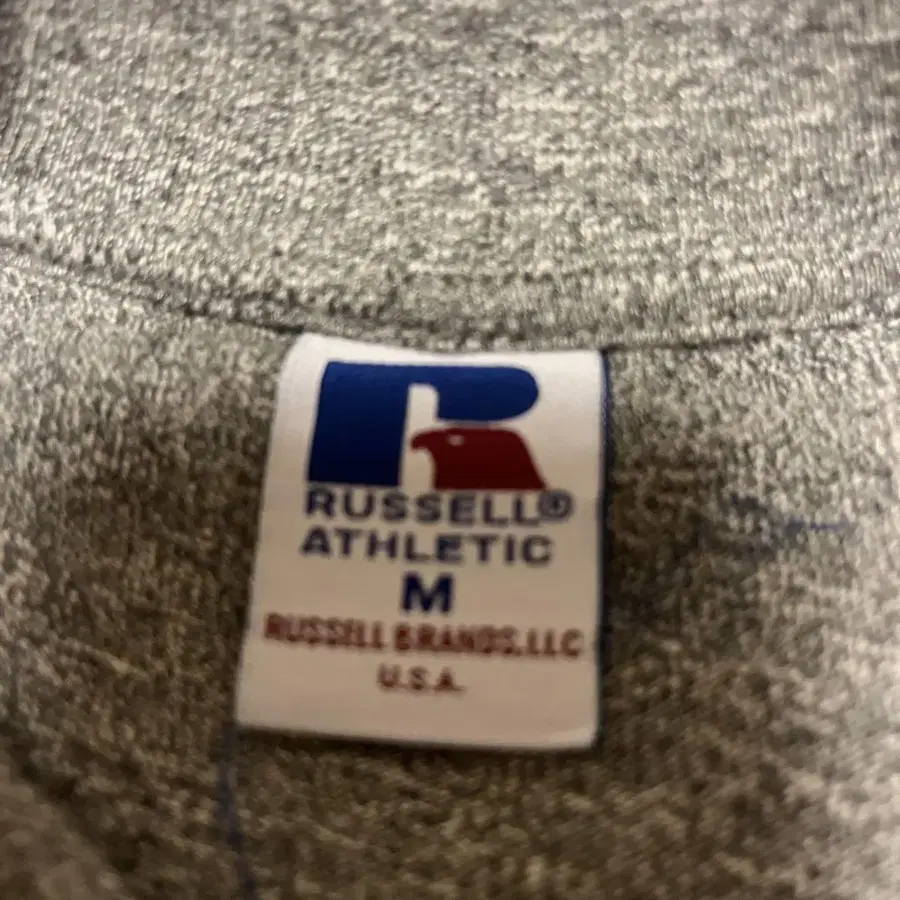 RUSSELL®
ATHLETIC
M
RUSSELL BRANDS,LLC
U.S.A.